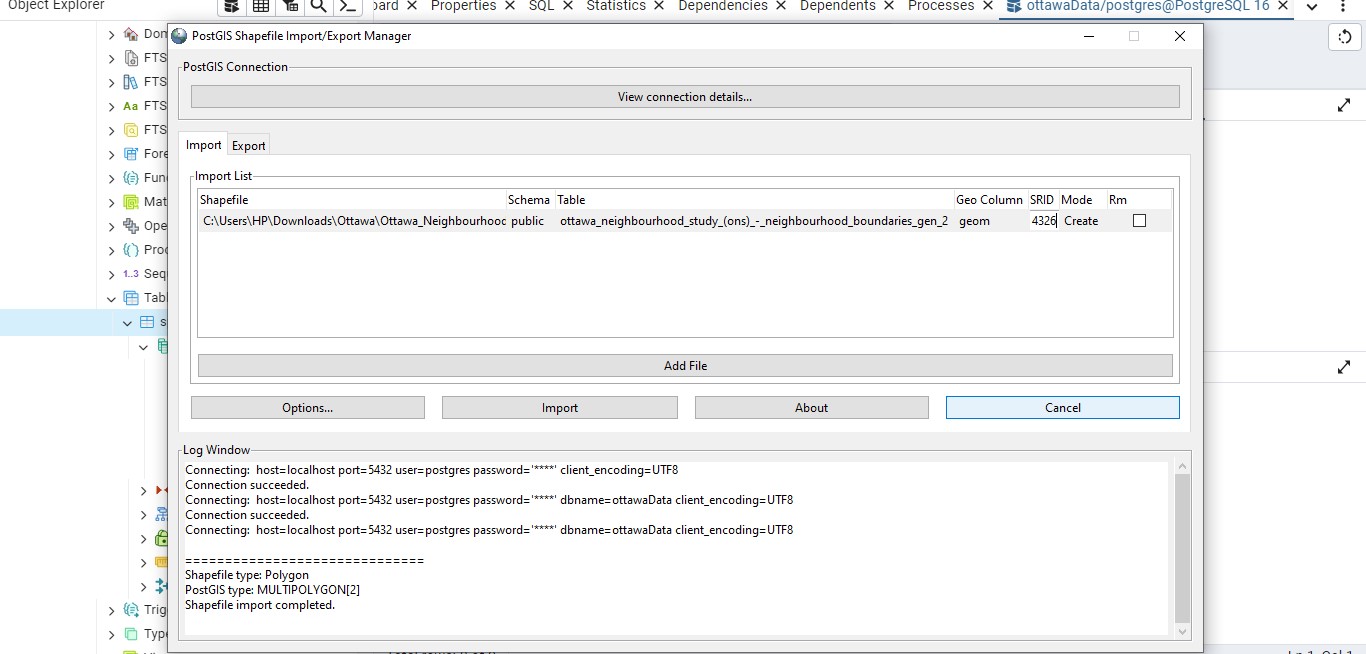 Object Explorer
oard
Properties
SQL
Statistics
Dependencies
Dependents
Processes
ottawaData/postgres@PostgreSQL 16
Dom
FTS
FTS
Aa FTS
FTS
Fore
Func
Mat
Ope
Proc
1..3 Seq
Tabl
s
Trig
Type
PostGIS Shapefile Import/Export Manager
PostGIS Connection
View connection details...
Import
Export
Import List
Shapefile Schema Table Geo Column SRID Mode Rm
C:\Users\HP\Downloads\Ottawa\Ottawa_Neighbourhooc public ottawa_neighbourhood_study_(ons)_-_neighbourhood_boundaries_gen_2 geom 4326 Create
Add File
Options...
Import
About
Cancel
Log Window
Connecting:  host=localhost port=5432 user=postgres password='****' client_encoding=UTF8
Connection succeeded.
Connecting:  host=localhost port=5432 user=postgres password='****' dbname=ottawaData client_encoding=UTF8
Connection succeeded.
Connecting:  host=localhost port=5432 user=postgres password='****' dbname=ottawaData client_encoding=UTF8
==============================
Shapefile type: Polygon
PostGIS type: MULTIPOLYGON[2]
Shapefile import completed.